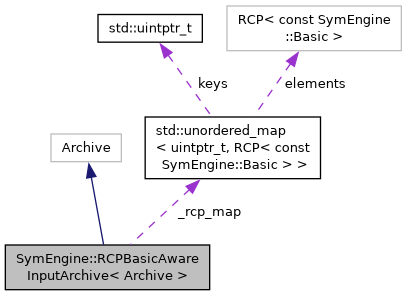 std::uintptr_t
RCP< const SymEngine
::Basic >
keys
elements
Archive
std::unordered_map
< uintptr_t, RCP< const
SymEngine::Basic > >
_rcp_map
SymEngine::RCPBasicAware
InputArchive< Archive >